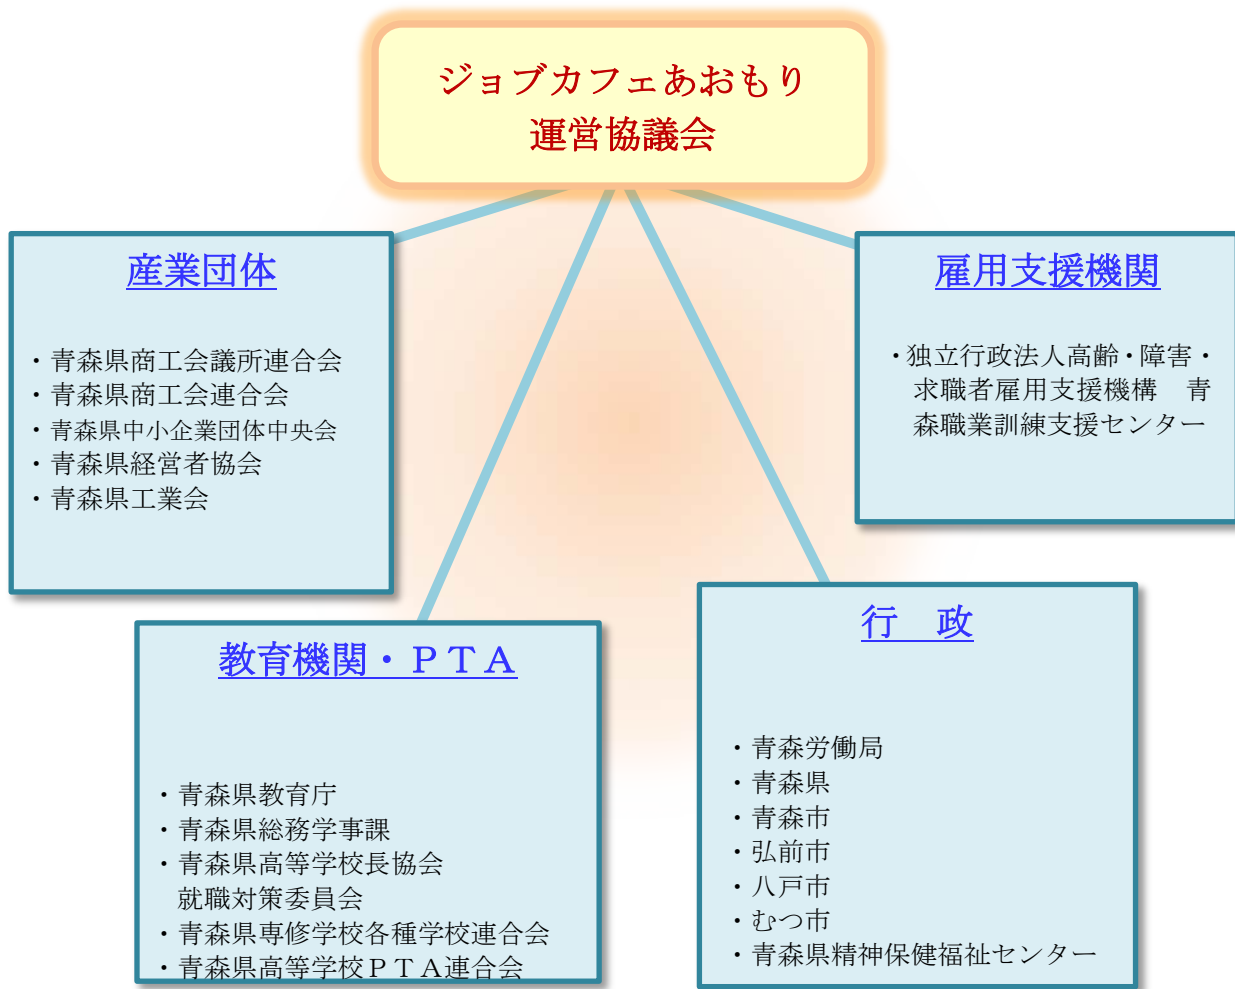 ジョブカフェあおもり
運営協議会
産業団体
・青森県商工会議所連合会
・青森県商工会連合会
・青森県中小企業団体中央会
・青森県経営者協会
・青森県工業会
雇用支援機関
・独立行政法人高齢・障害・
求職者雇用支援機構　青
森職業訓練支援センター
教育機関・ＰＴＡ
・青森県教育庁
・青森県総務学事課
・青森県高等学校長協会
就職対策委員会
・青森県専修学校各種学校連合会
・青森県高等学校ＰＴＡ連合会
行　政
・青森労働局
・青森県
・青森市
・弘前市
・八戸市
・むつ市
・青森県精神保健福祉センター